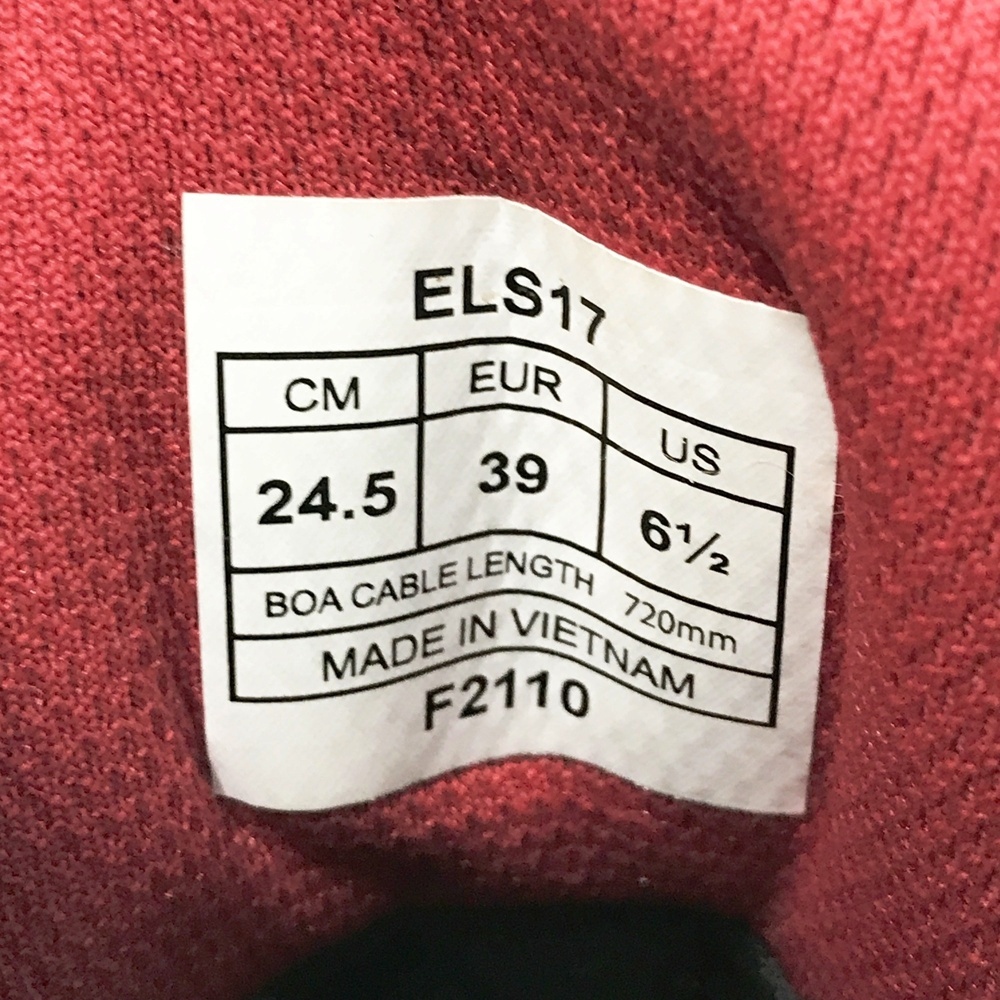 ELS17
CM EUR US
24.5 39 6½
BOA CABLE LENGTH 720mm
MADE IN VIETNAM
F2110